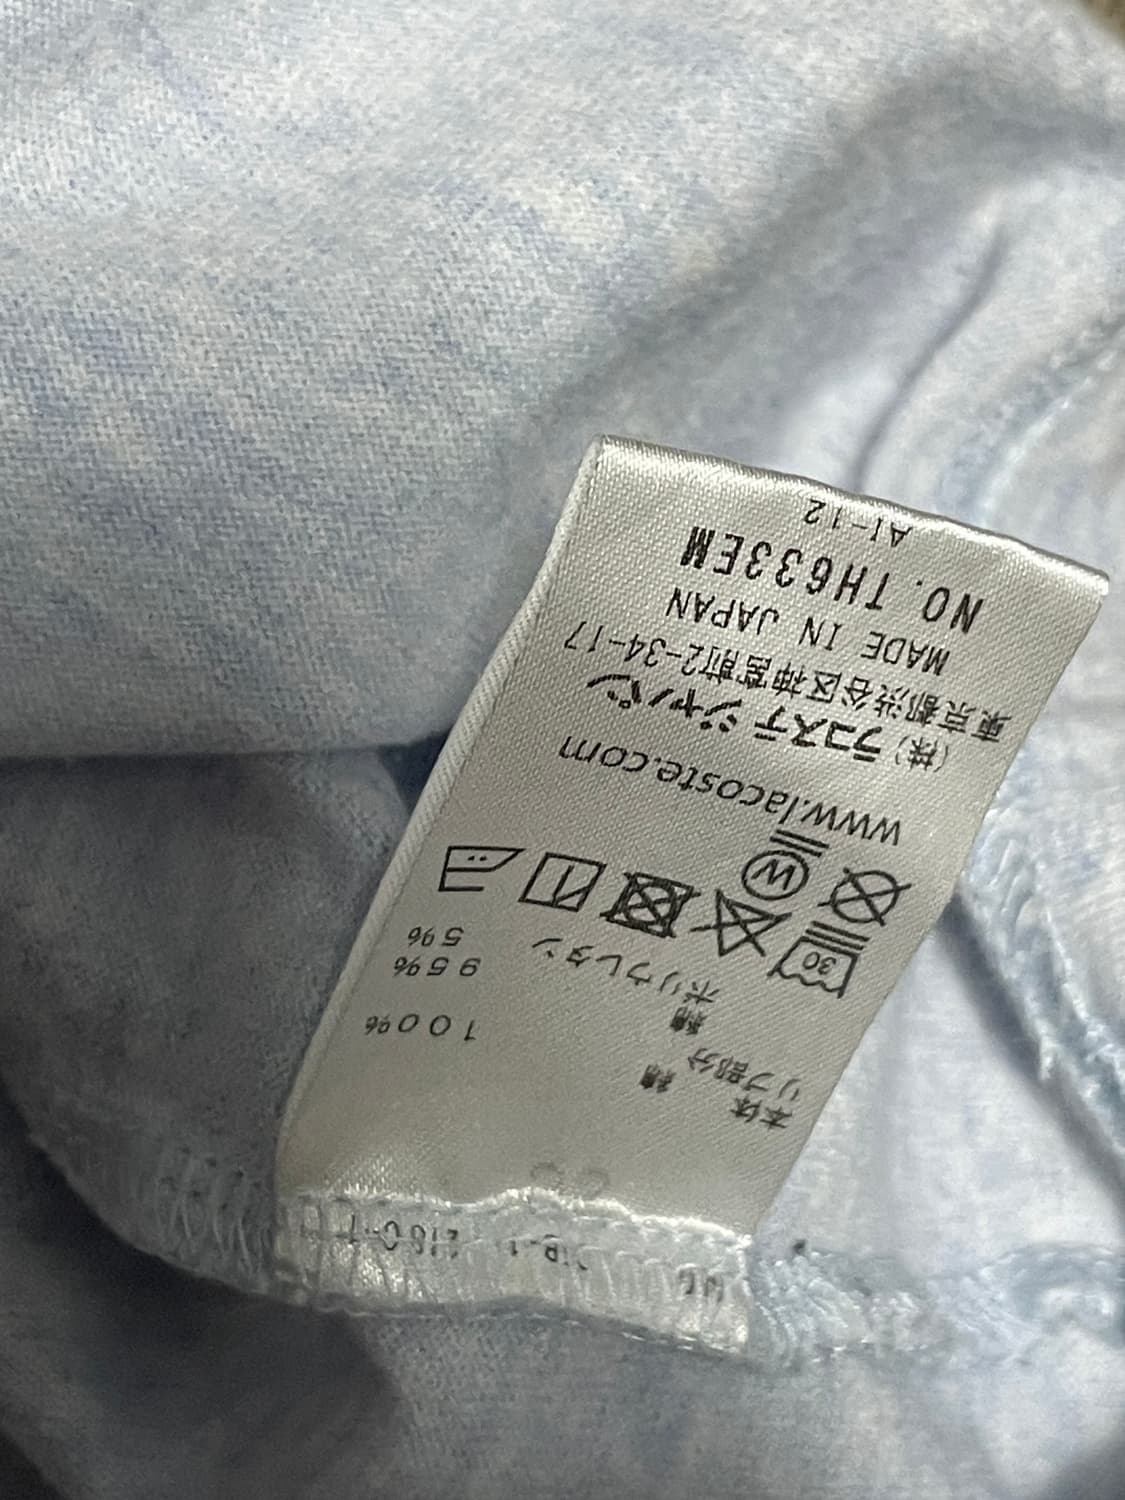 本体 綿 100%
リブ部分 綿 95%
ポリウレタン 5%
30
W
www.lacoste.com
(株)ラコステ ジャパン
東京都渋谷区神宮前2-34-17
MADE IN JAPAN
NO.TH633EM
AI-12